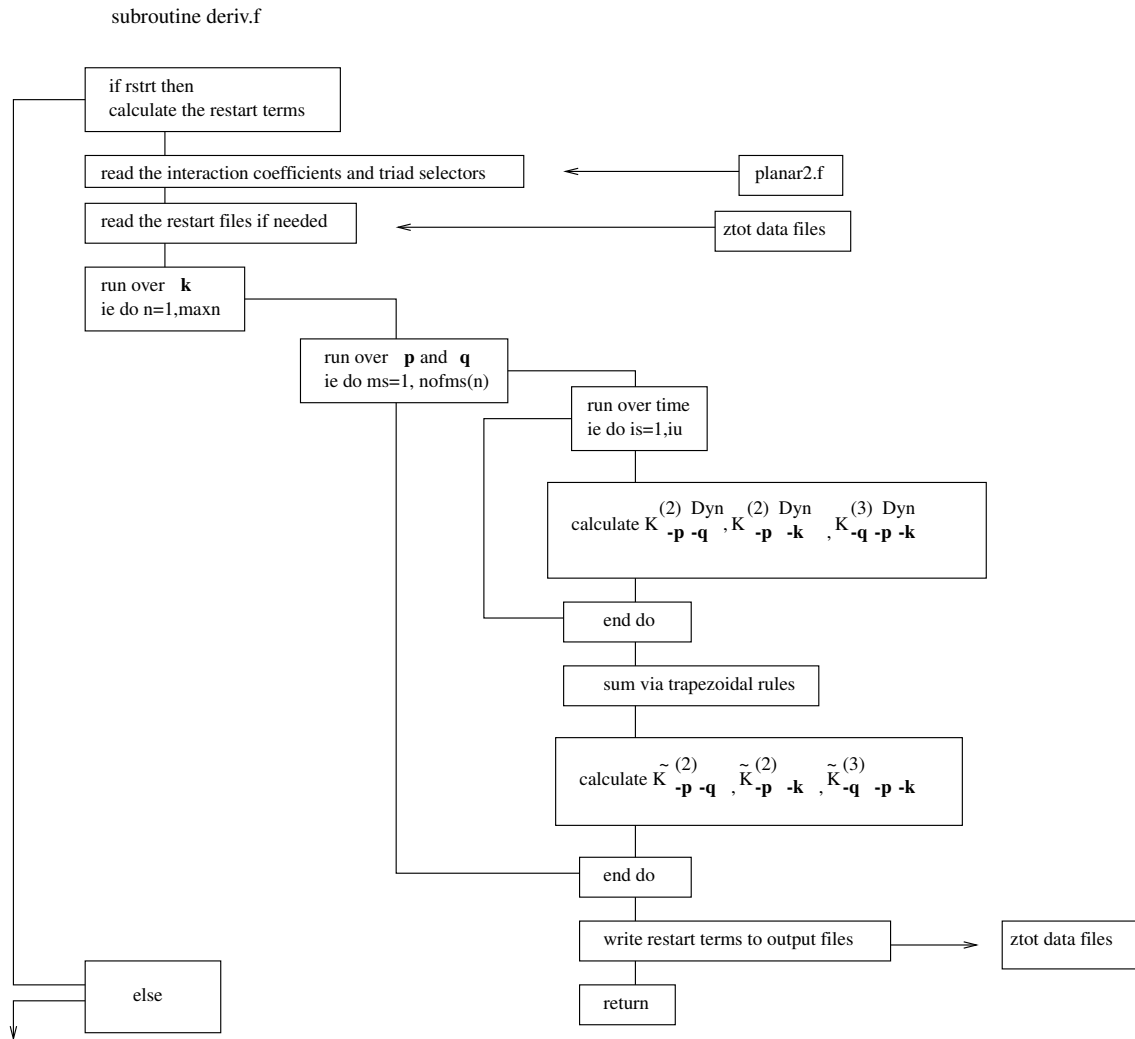 subroutine deriv.f
if rstrt then
calculate the restart terms
read the interaction coefficients and triad selectors
planar2.f
read the restart files if needed
ztot data files
run over k
ie do n=1,maxn
run over p and q
ie do ms=1, nofms(n)
run over time
ie do is=1,iu
calculate K (2) Dyn -p -q , K (2) Dyn -p -k , K (3) Dyn -q -p -k
end do
sum via trapezoidal rules
calculate K̃ (2) -p -q , K̃ (2) -p -k , K̃ (3) -q -p -k
end do
write restart terms to output files
ztot data files
else
return